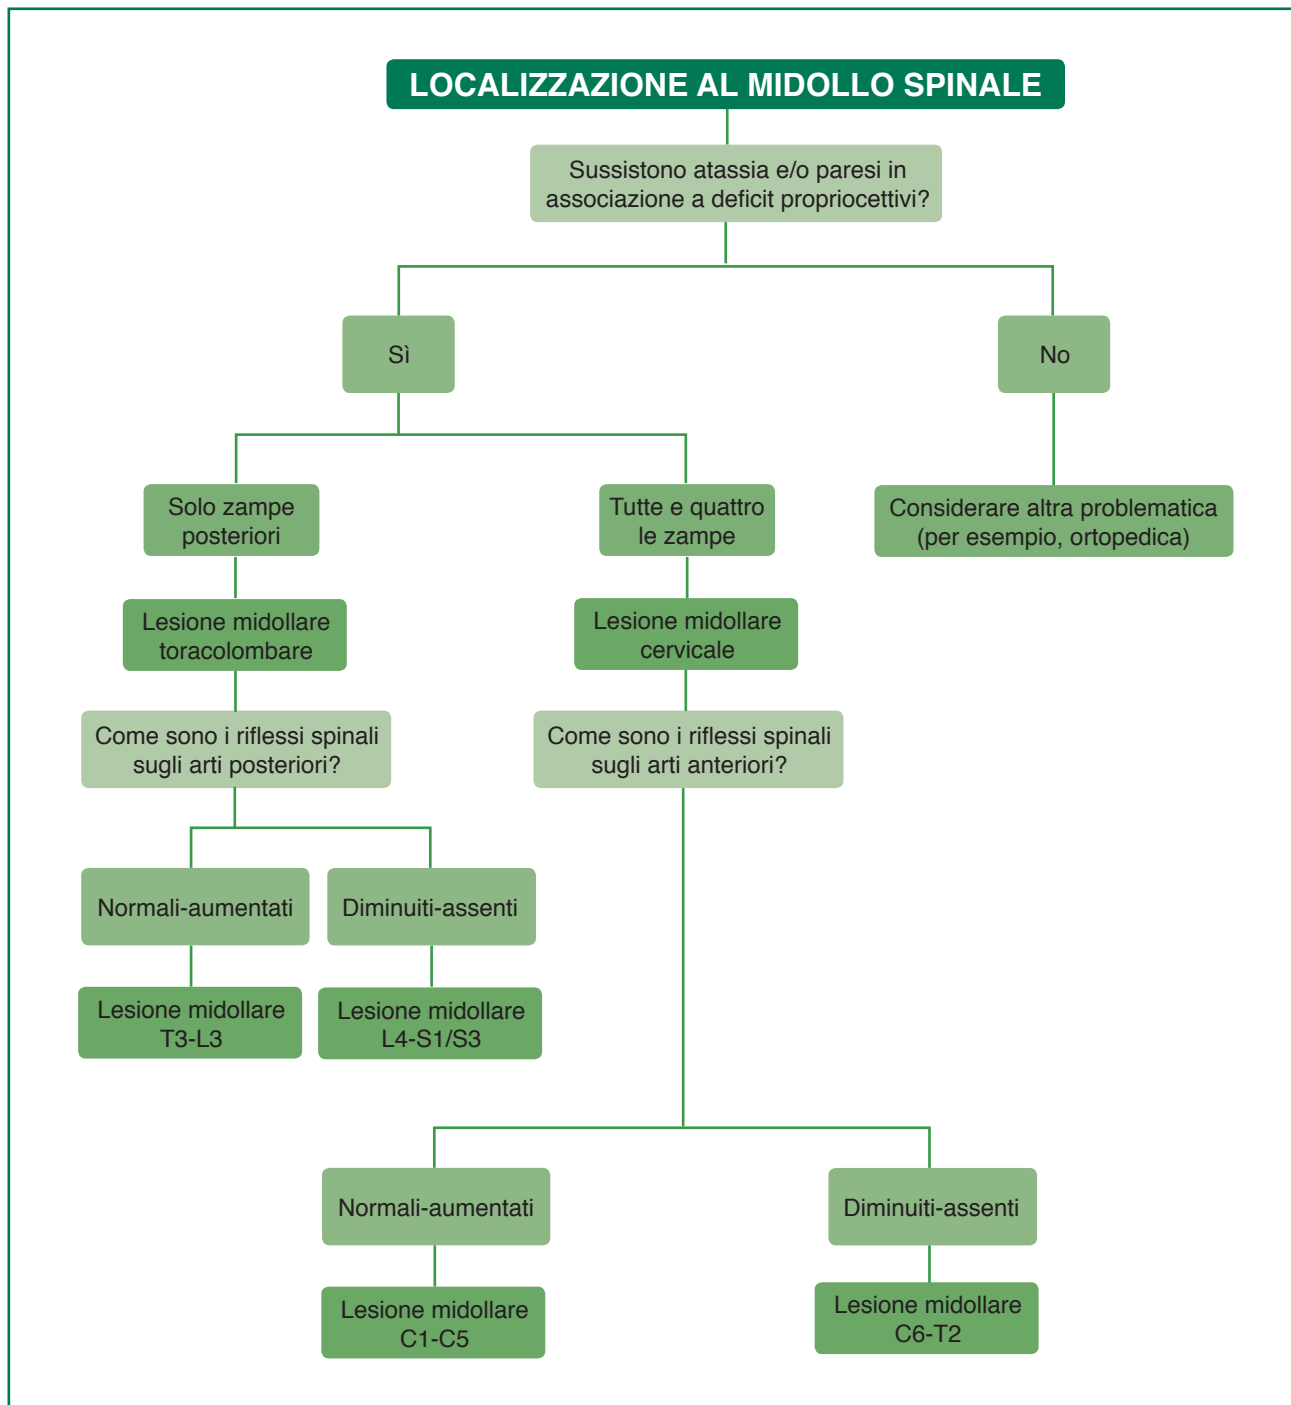 LOCALIZZAZIONE AL MIDOLLO SPINALE
Sussistono atassia e/o paresi in
associazione a deficit propriocettivi?
Sì
No
Solo zampe
posteriori
Tutte e quattro
le zampe
Considerare altra problematica
(per esempio, ortopedica)
Lesione midollare
toracolombare
Lesione midollare
cervicale
Come sono i riflessi spinali
sugli arti posteriori?
Come sono i riflessi spinali
sugli arti anteriori?
Normali-aumentati
Diminuiti-assenti
Lesione midollare
T3-L3
Lesione midollare
L4-S1/S3
Normali-aumentati
Diminuiti-assenti
Lesione midollare
C1-C5
Lesione midollare
C6-T2